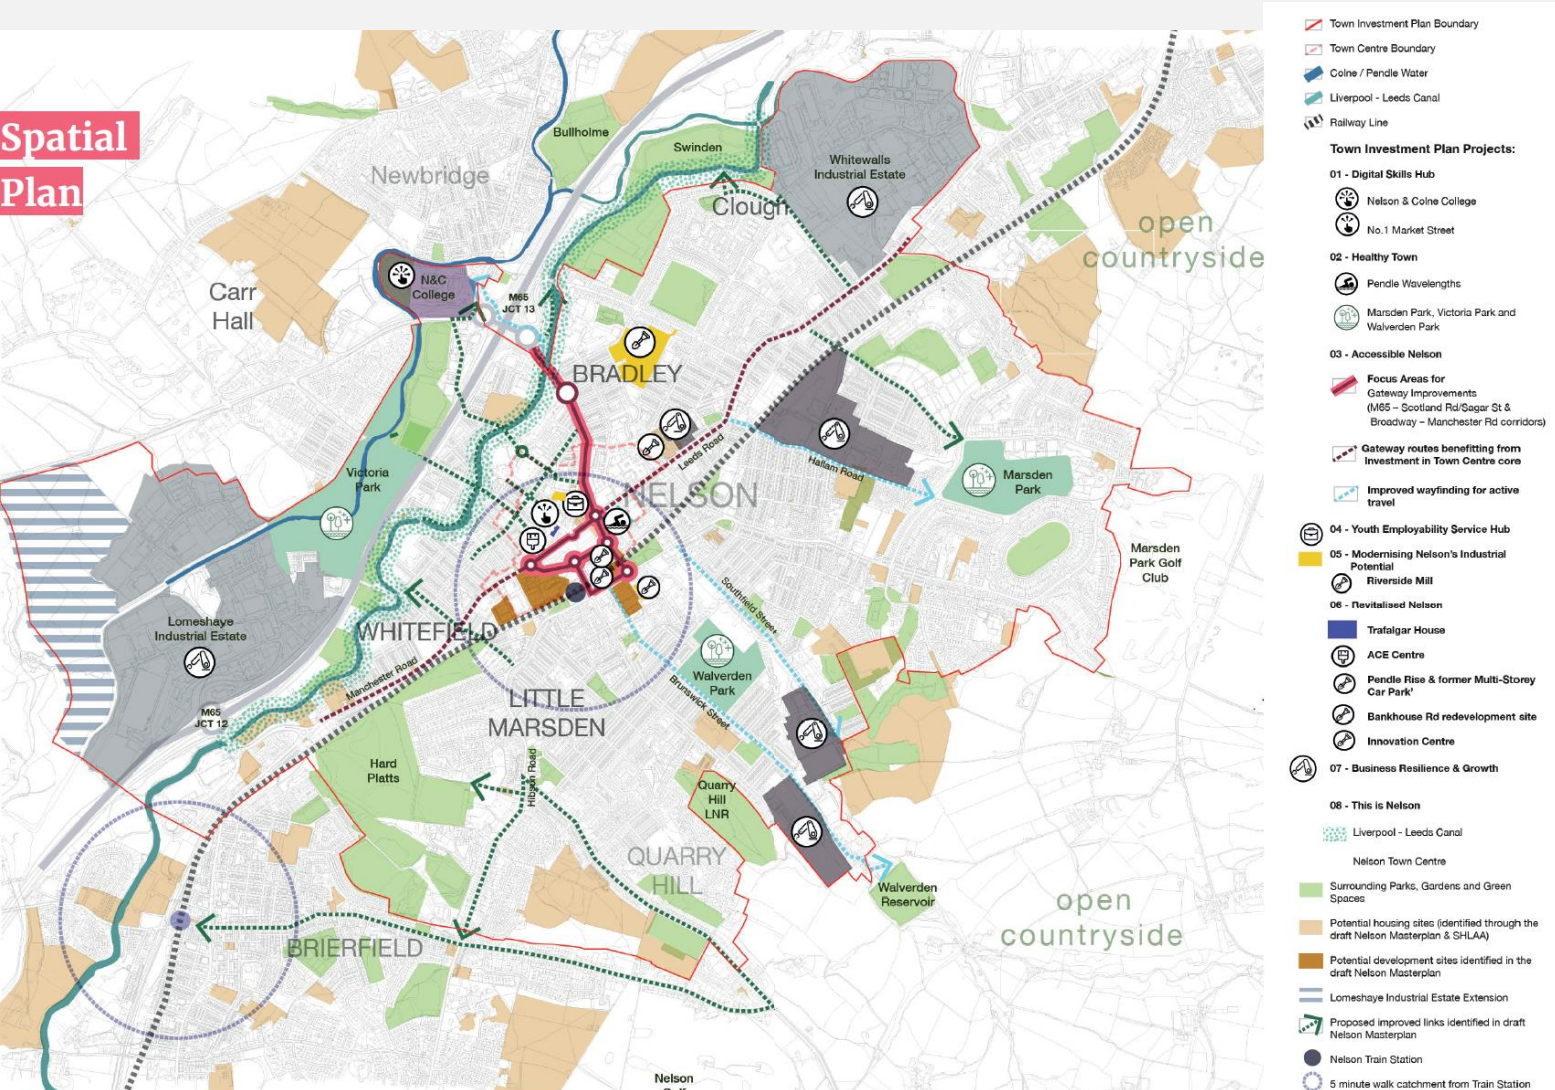 Spatial
Plan
Newbridge
Bullholme
Swinden
Whitewalls
Industrial Estate
Clough
open
countryside
Carr
Hall
N&C
College
M65
JCT 13
BRADLEY
Leeds Road
Hallam Road
Marsden
Park
Victoria
Park
NELSON
Marsden
Park Golf
Club
Southfield Street
Lomeshaye
Industrial Estate
WHITEFIELD
Manchester Road
Walverden
Park
Brunswick Street
LITTLE
MARSDEN
M65
JCT 12
Hard
Platts
Hibson Road
Quarry
Hill
LNR
QUARRY
HILL
Walverden
Reservoir
open
countryside
BRIERFIELD
Nelson
Town Investment Plan Boundary
Town Centre Boundary
Colne / Pendle Water
Liverpool - Leeds Canal
Railway Line
Town Investment Plan Projects:
01 - Digital Skills Hub
Nelson & Colne College
No.1 Market Street
02 - Healthy Town
Pendle Wavelengths
Marsden Park, Victoria Park and
Walverden Park
03 - Accessible Nelson
Focus Areas for
Gateway Improvements
(M65 – Scotland Rd/Sagar St &
Broadway – Manchester Rd corridors)
Gateway routes benefitting from
Investment in Town Centre core
Improved wayfinding for active
travel
04 - Youth Employability Service Hub
05 - Modernising Nelson's Industrial
Potential
Riverside Mill
06 - Revitalised Nelson
Trafalgar House
ACE Centre
Pendle Rise & former Multi-Storey
Car Park'
Bankhouse Rd redevelopment site
Innovation Centre
07 - Business Resilience & Growth
08 - This is Nelson
Liverpool - Leeds Canal
Nelson Town Centre
Surrounding Parks, Gardens and Green
Spaces
Potential housing sites (identified through the
draft Nelson Masterplan & SHLAA)
Potential development sites identified in the
draft Nelson Masterplan
Lomeshaye Industrial Estate Extension
Proposed improved links identified in draft
Nelson Masterplan
Nelson Train Station
5 minute walk catchment from Train Station